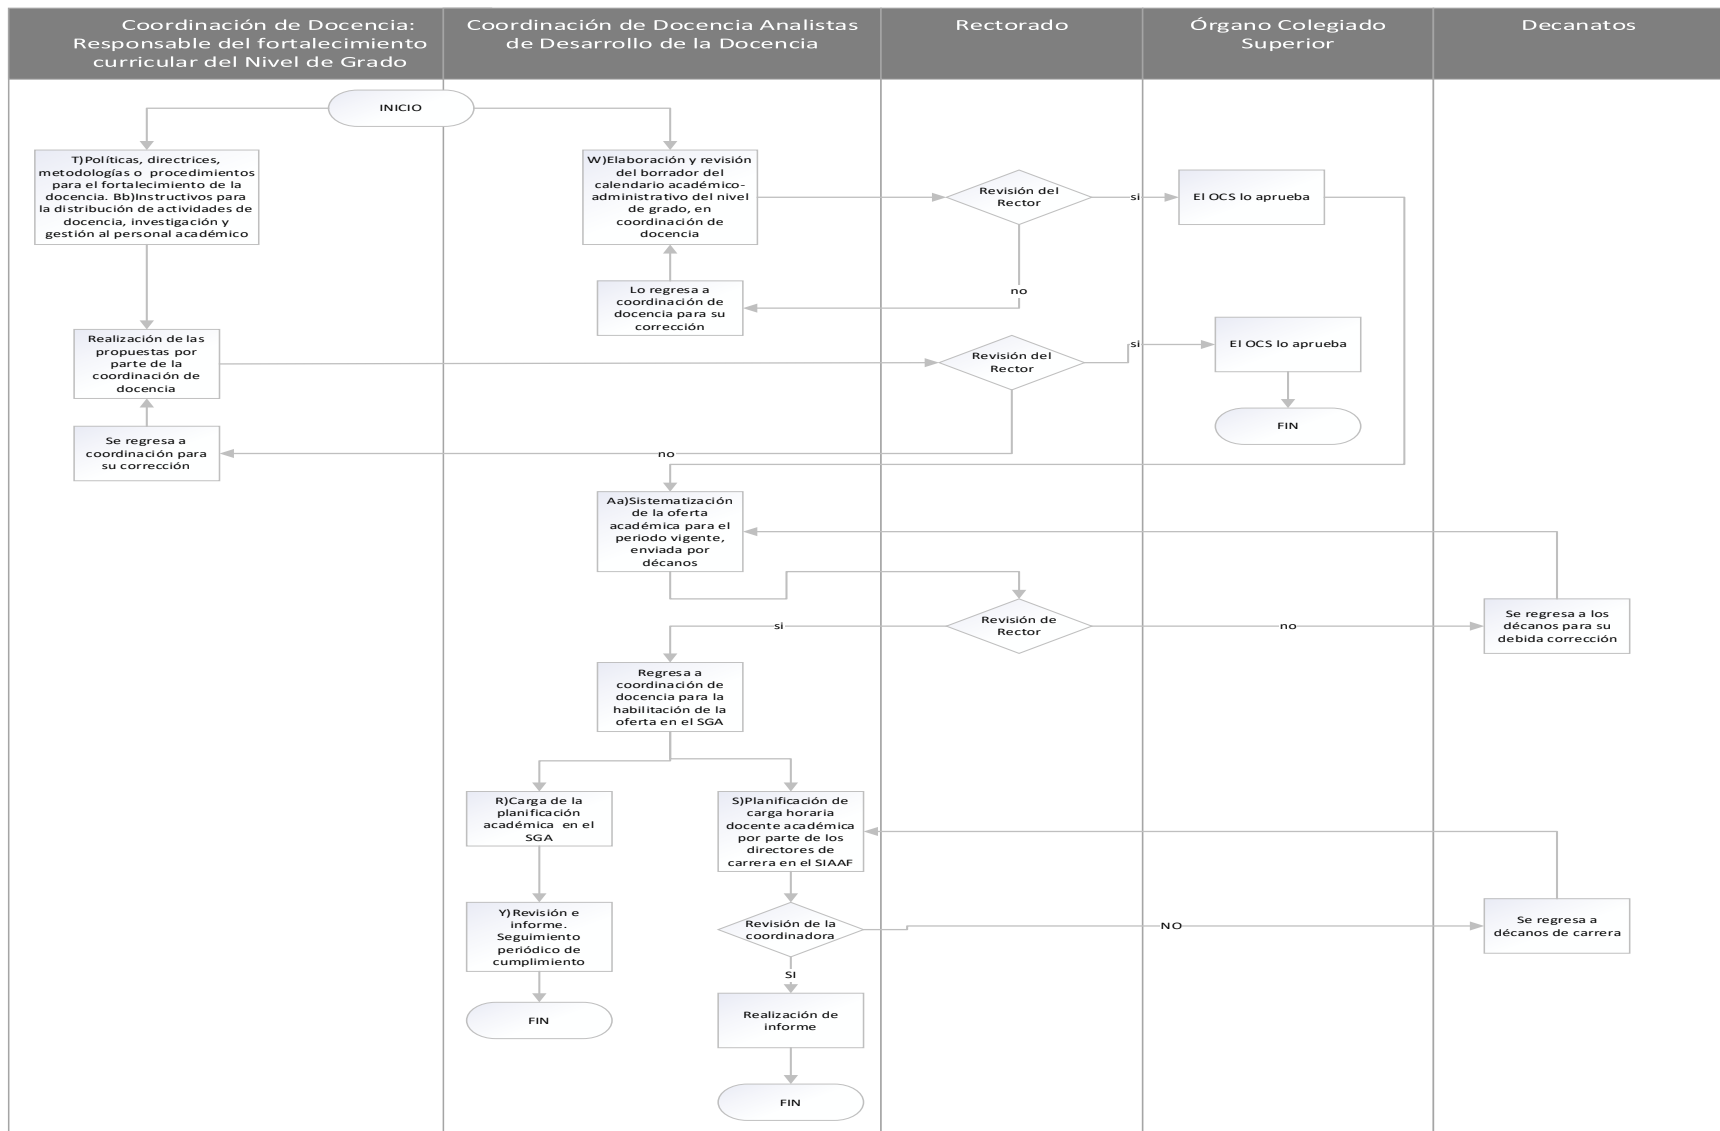 Coordinación de Docencia:
Responsable del fortalecimiento
curricular del Nivel de Grado
Coordinación de Docencia Analistas
de Desarrollo de la Docencia
Rectorado
Órgano Colegiado
Superior
Decanatos
INICIO
T)Políticas, directrices,
metodologías o procedimientos
para el fortalecimiento de la
docencia. Bb)Instructivos para
la distribución de actividades de
docencia, investigación y
gestión al personal académico
W)Elaboración y revisión
del borrador del
calendario académico-
administrativo del nivel
de grado, en
coordinación de
docencia
Revisión del
Rector
si
El OCS lo aprueba
no
Lo regresa a
coordinación de
docencia para su
corrección
Realización de las
propuestas por
parte de la
coordinación de
docencia
Revisión del
Rector
si
El OCS lo aprueba
FIN
Se regresa a
coordinación para
su corrección
no
Aa)Sistematización
de la oferta
académica para el
periodo vigente,
enviada por
décanos
si
Revisión de
Rector
no
Se regresa a los
décanos para su
debida corrección
Regresa a
coordinación de
docencia para la
habilitación de la
oferta en el SGA
R)Carga de la
planificación
académica en el
SGA
S)Planificación de
carga horaria
docente académica
por parte de los
directores de
carrera en el SIAAF
Y)Revisión e
informe.
Seguimiento
periódico de
cumplimiento
Revisión de la
coordinadora
NO
Se regresa a
décanos de carrera
SI
FIN
Realización de
informe
FIN